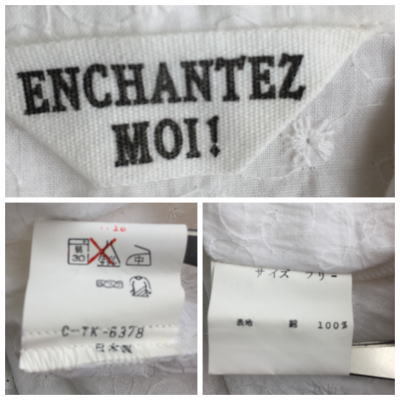 ENCHANTEZ
MOI!
弱
30
中
C-TK-6378
日本製
サイズ フリー
表地 綿 100%